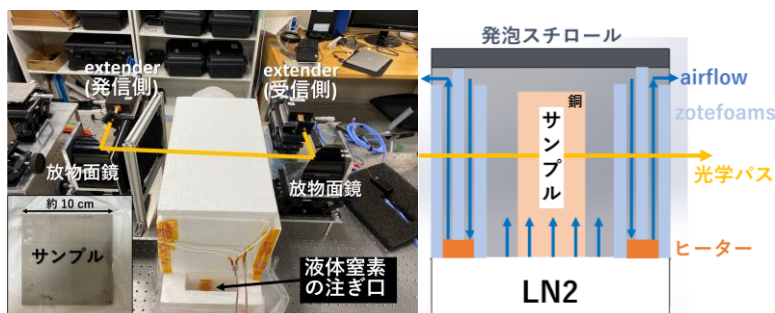 extender
(発信側)
extender
(受信側)
放物面鏡
放物面鏡
約 10 cm
サンプル
液体窒素
の注ぎ口
発泡スチロール
airflow
zotefoams
銅
サンプル
光学パス
ヒーター
LN2